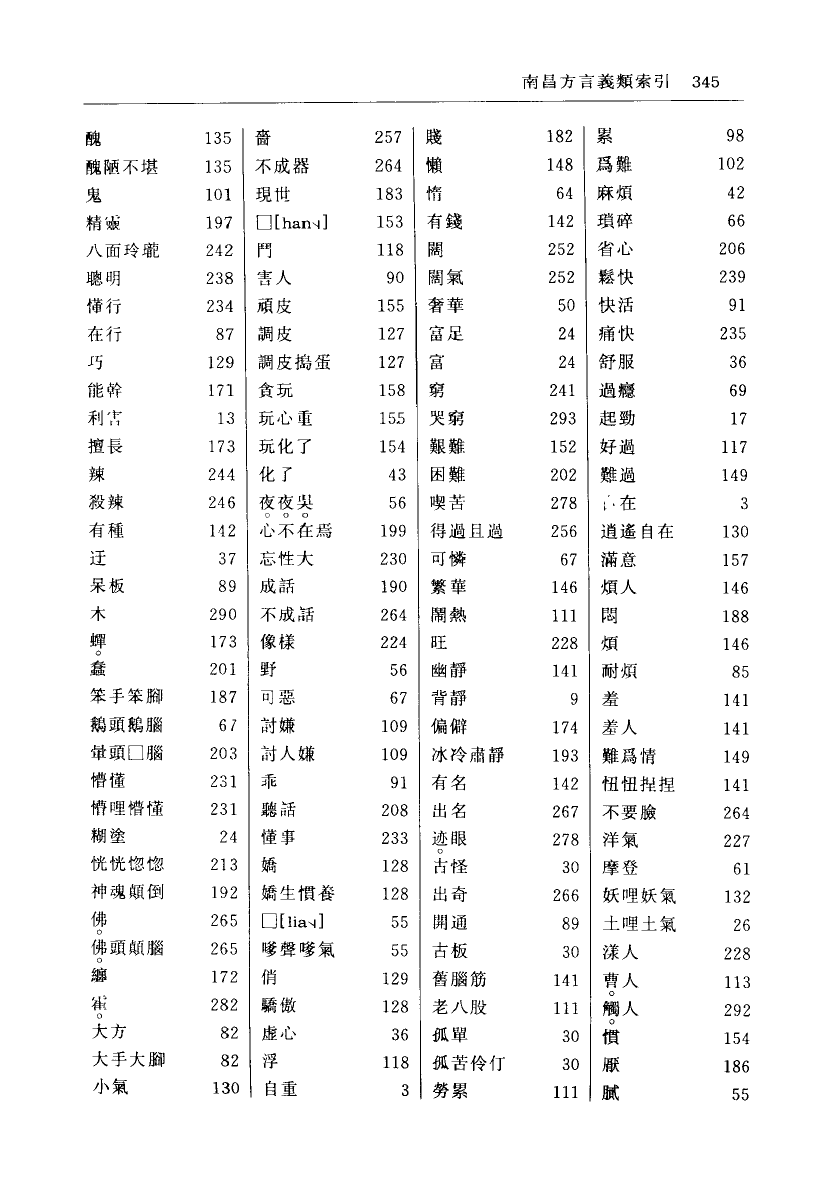 南昌方言義類索引 345
醜 135
醜陋不堪 135
鬼 101
精靈 197
八面玲瓏 242
聰明 238
懂行 234
在行 87
巧 129
能幹 171
利害 13
擅長 173
辣 244
殺辣 246
有種 142
迂 37
呆板 89
木 290
蟬 173
蠢 201
笨手笨腳 187
鵝頭鵝腦 67
暈頭□腦 203
懵懂 231
懵哩懵懂 231
糊塗 24
恍恍惚惚 213
神魂顛倒 192
佛 265
佛頭顛腦 265
纏 172
282
大方 82
大手大腳 82
小氣 130
嗇 257
不成器 264
現世 183
□[han˧˩] 153
鬥 118
害人 90
頑皮 155
調皮 127
調皮搗蛋 127
貪玩 158
玩心重 155
玩化了 154
化了 43
夜夜吳 56
心不在焉 199
忘性大 230
成話 190
不成話 264
像樣 224
野 56
可惡 67
討嫌 109
討人嫌 109
乖 91
聽話 208
懂事 233
嬌 128
嬌生慣養 128
□[lia˧˩] 55
嗲聲嗲氣 55
俏 129
驕傲 128
虛心 36
浮 118
自重 3
賤 182
懶 148
惰 64
有錢 142
闊 252
闊氣 252
奢華 50
富足 24
富 24
窮 241
哭窮 293
艱難 152
困難 202
喫苦 278
得過且過 256
可憐 67
繁華 146
鬧熱 111
旺 228
幽靜 141
背靜 9
偏僻 174
冰冷肅靜 193
有名 142
出名 267
迹眼 278
古怪 30
出奇 266
開通 89
古板 30
舊腦筋 141
老八股 111
孤單 30
孤苦伶仃 30
勞累 111
累 98
爲難 102
麻煩 42
瑣碎 66
省心 206
鬆快 239
快活 91
痛快 235
舒服 36
過癮 69
起勁 17
好過 117
難過 149
在 3
逍遙自在 130
滿意 157
煩人 146
悶 188
煩 146
耐煩 85
羞 141
羞人 141
難爲情 149
忸忸捏捏 141
不要臉 264
洋氣 227
摩登 61
妖哩妖氣 132
土哩土氣 26
漾人 228
曹人 113
觸人 292
慣 154
厭 186
膩 55